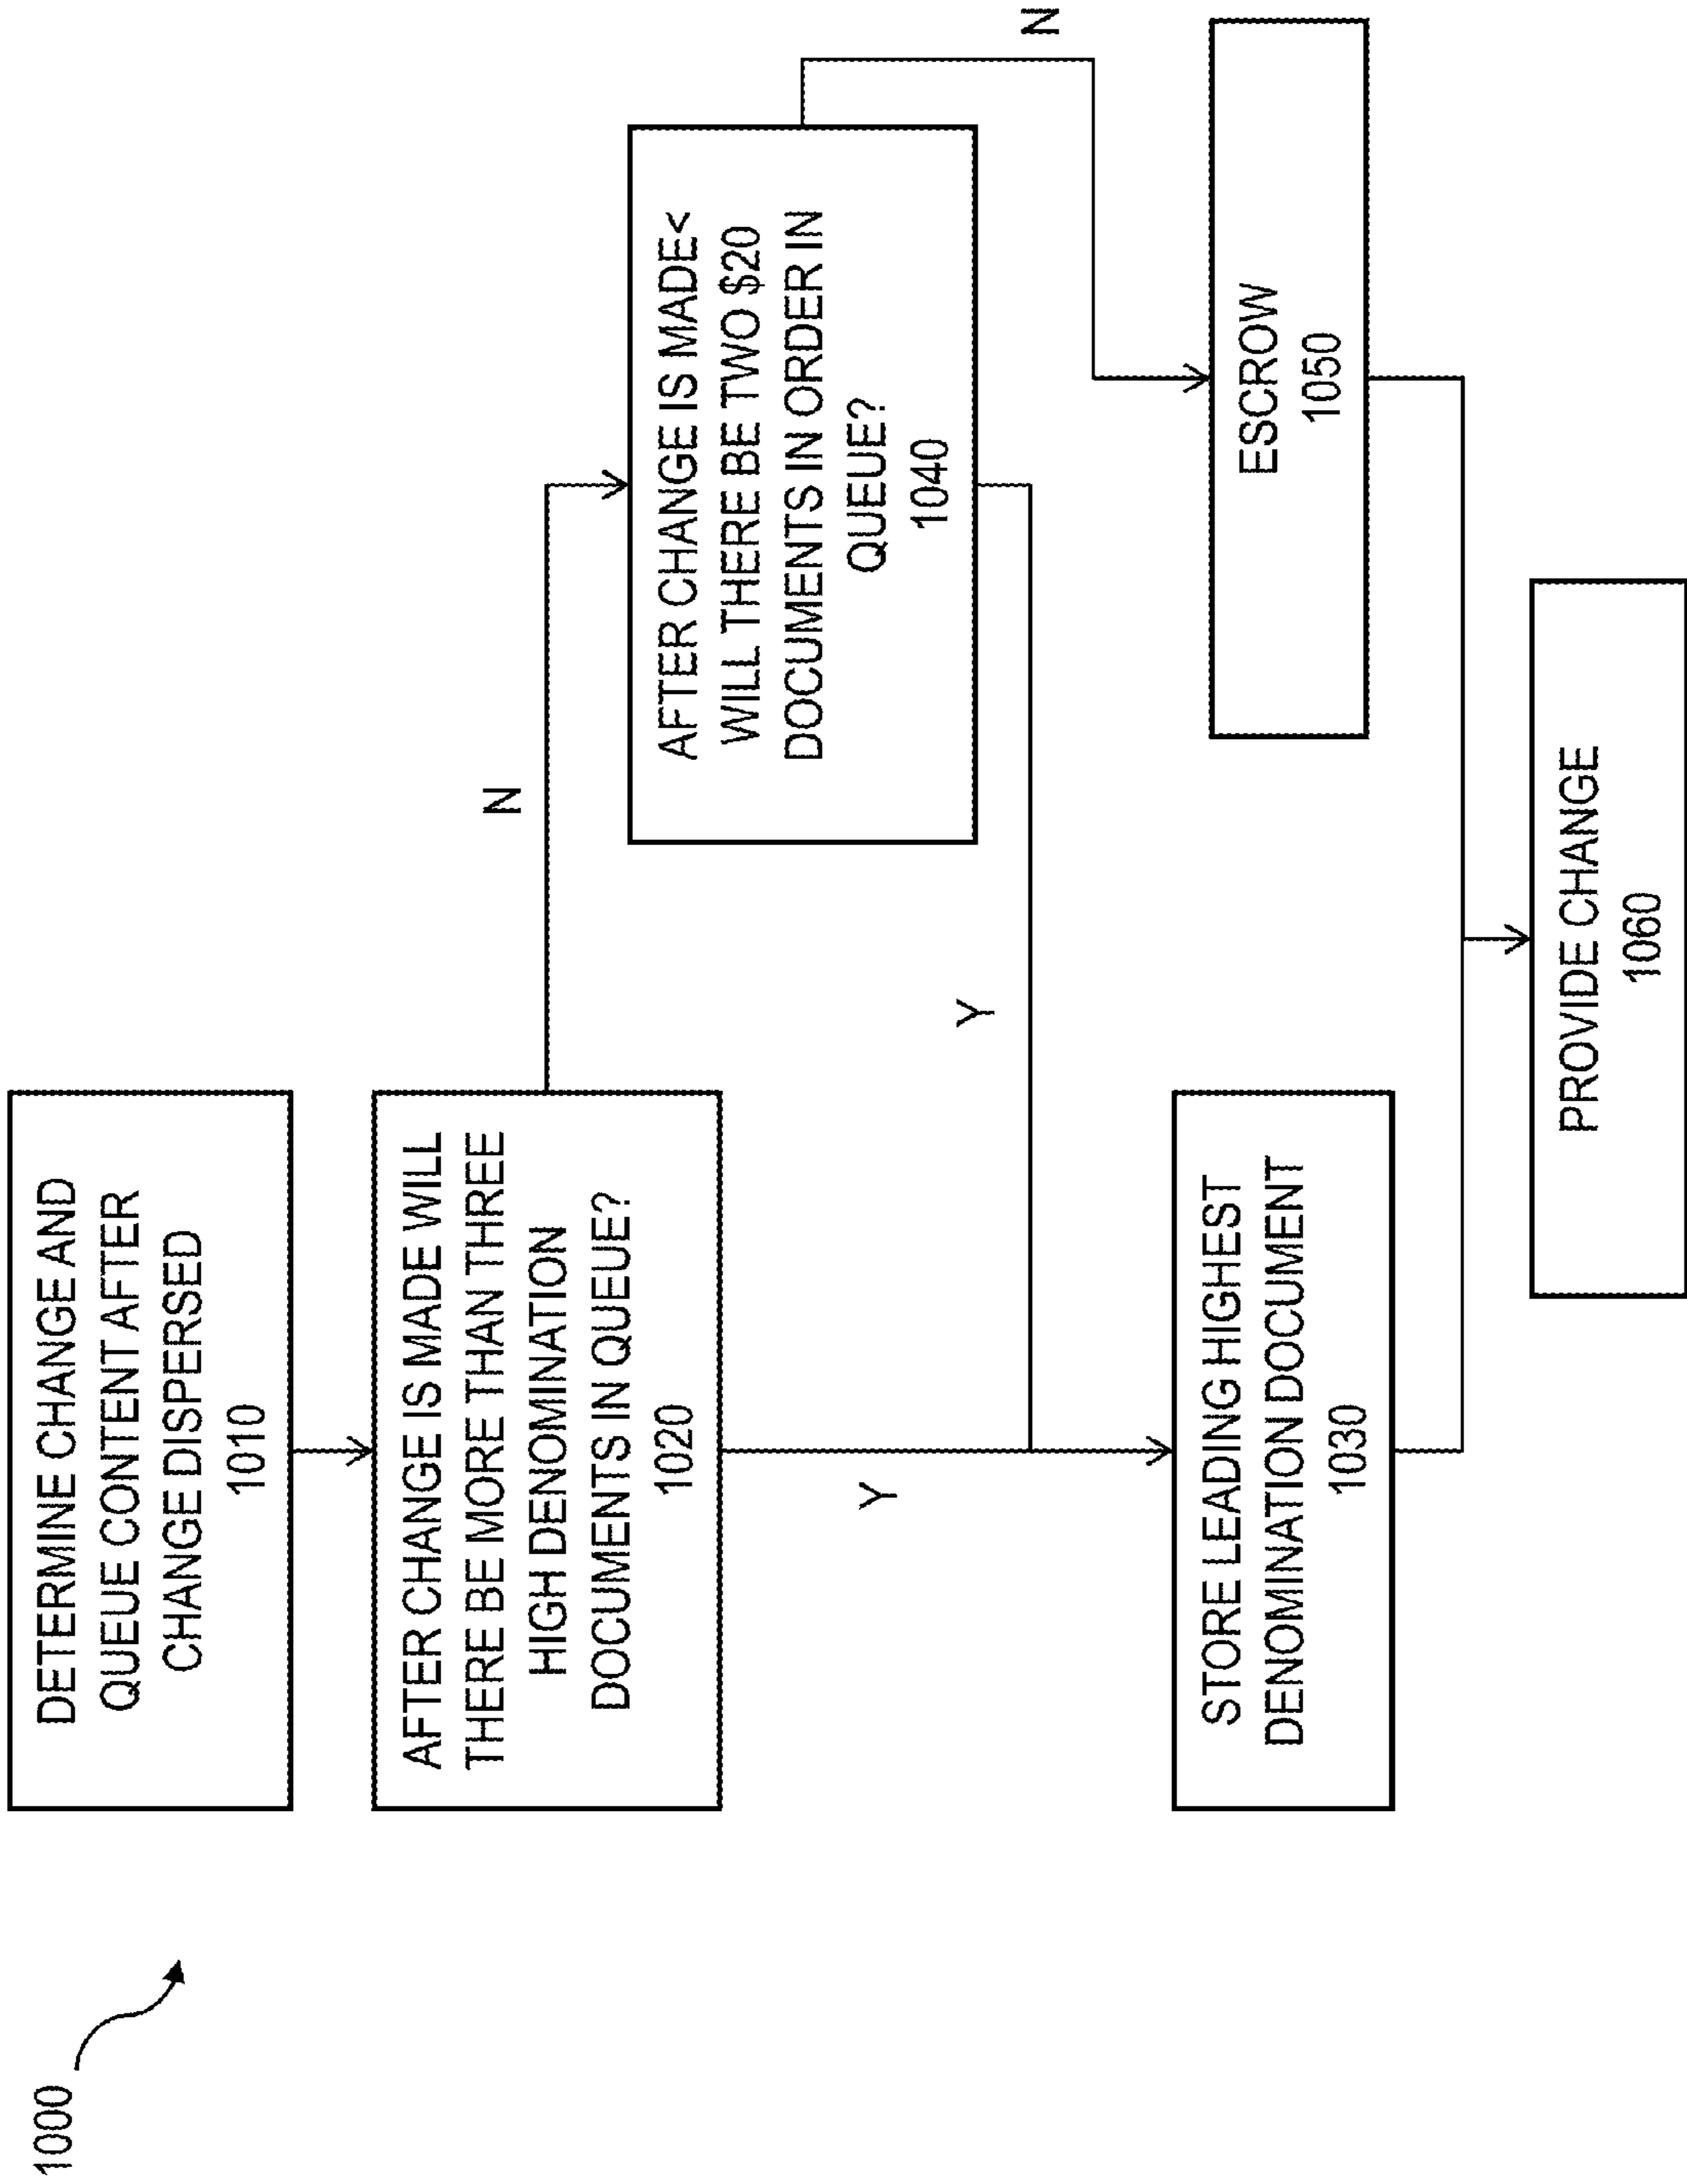 1000
DETERMINE CHANGE AND
QUEUE CONTENT AFTER
CHANGE DISPERSED
1010
AFTER CHANGE IS MADE WILL
THERE BE MORE THAN THREE
HIGH DENOMINATION
DOCUMENTS IN QUEUE?
1020
N
AFTER CHANGE IS MADE<
WILL THERE BE TWO $20
DOCUMENTS IN ORDER IN
QUEUE?
1040
Y
Y
N
STORE LEADING HIGHEST
DENOMINATION DOCUMENT
1030
ESCROW
1050
PROVIDE CHANGE
1060